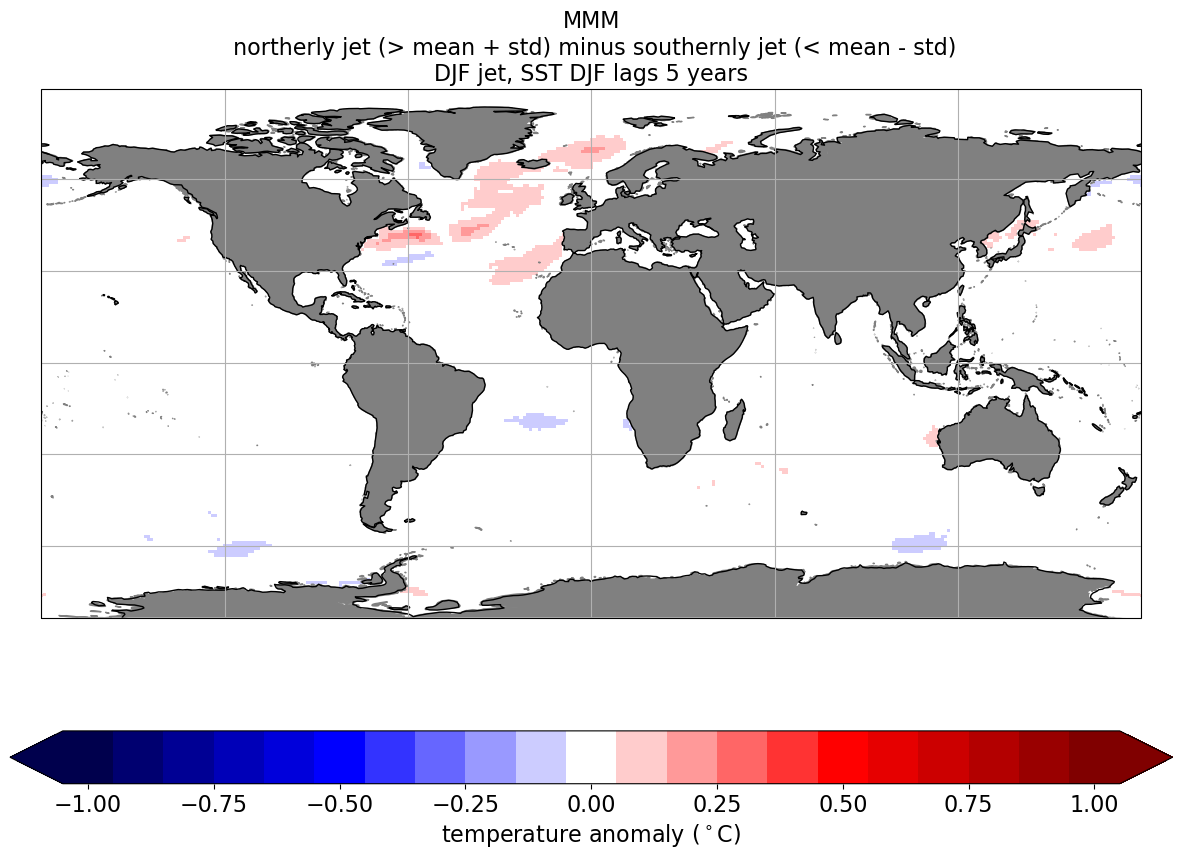 MMM
northerly jet (> mean + std) minus southernly jet (< mean - std)
DJF jet, SST DJF lags 5 years
−1.00 −0.75 −0.50 −0.25 0.00 0.25 0.50 0.75 1.00
temperature anomaly (°C)